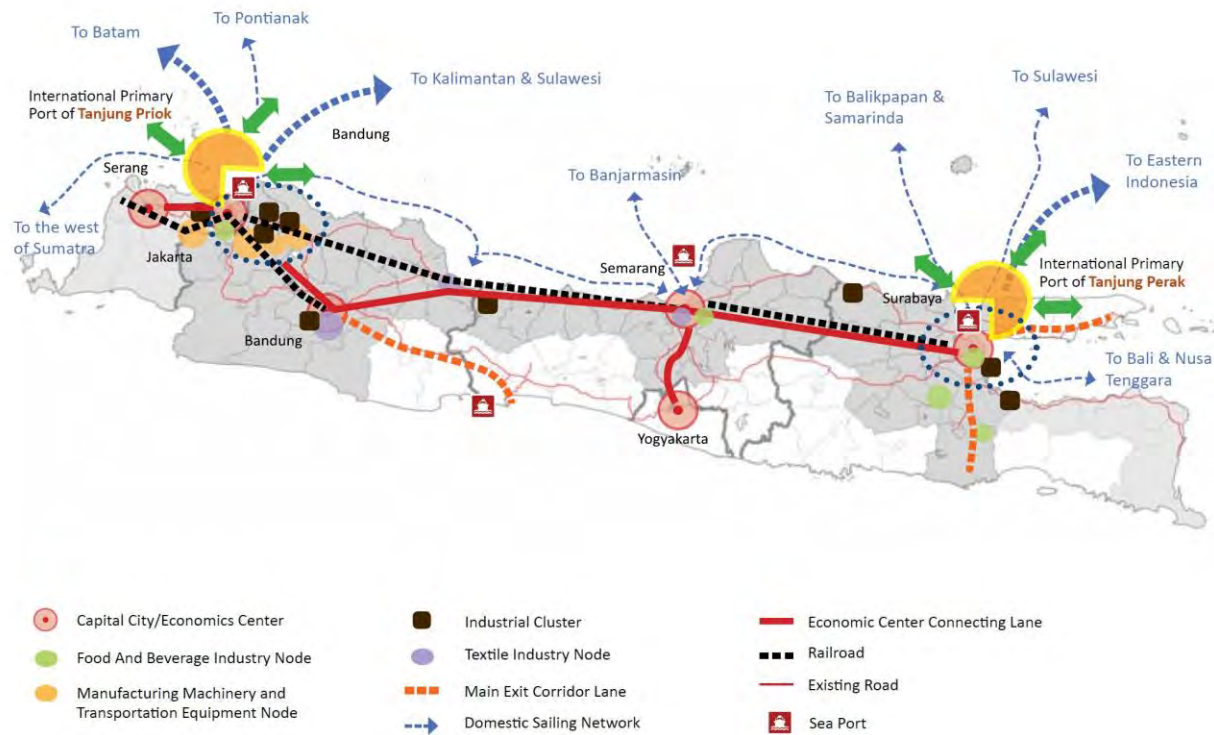 To Pontianak
To Batam
To Kalimantan & Sulawesi
To Sulawesi
International Primary
Port of Tanjung Priok
Bandung
To Balikpapan &
Samarinda
Serang
To Banjarmasin
To Eastern
Indonesia
To the west
of Sumatra
Jakarta
Semarang
Surabaya
International Primary
Port of Tanjung Perak
Bandung
To Bali & Nusa
Tenggara
Yogyakarta
Capital City/Economics Center
Food And Beverage Industry Node
Manufacturing Machinery and
Transportation Equipment Node
Industrial Cluster
Textile Industry Node
Main Exit Corridor Lane
Domestic Sailing Network
Economic Center Connecting Lane
Railroad
Existing Road
Sea Port